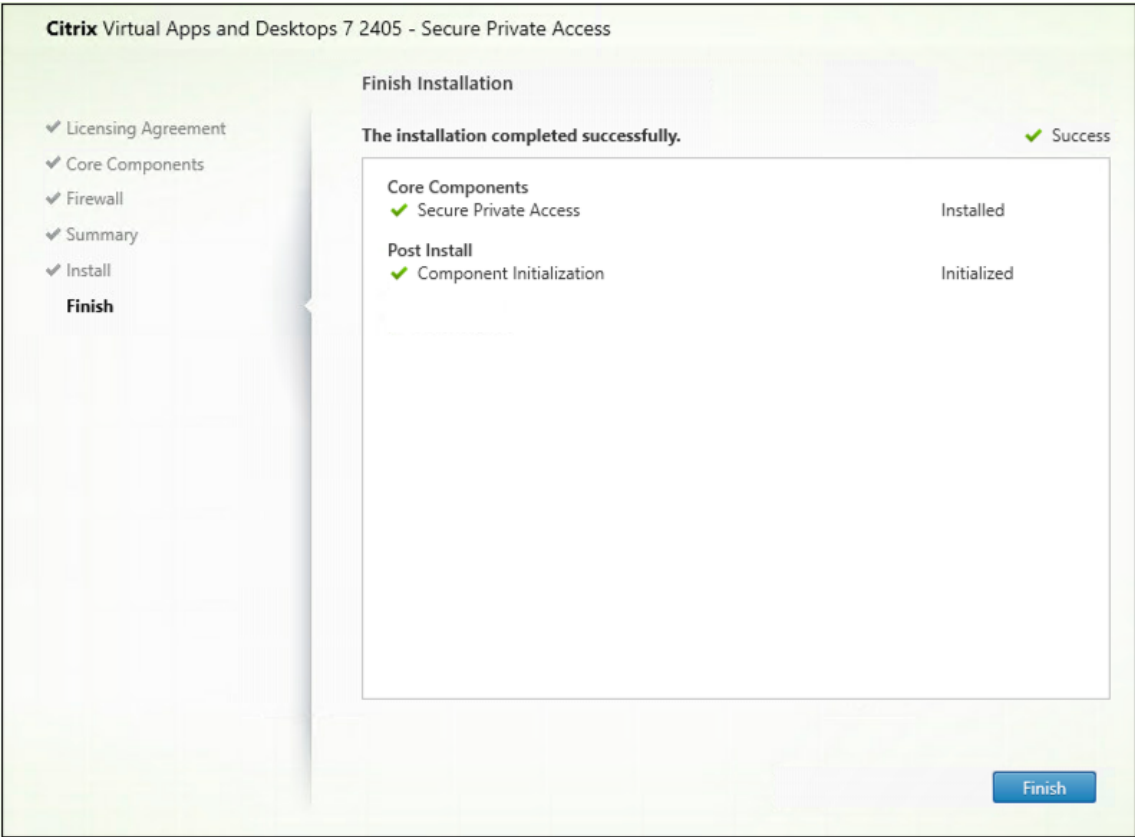 Citrix Virtual Apps and Desktops 7 2405 - Secure Private Access
Licensing Agreement
Core Components
Firewall
Summary
Install
Finish
Finish Installation
The installation completed successfully. Success
Core Components
Secure Private Access Installed
Post Install
Component Initialization Initialized
Finish